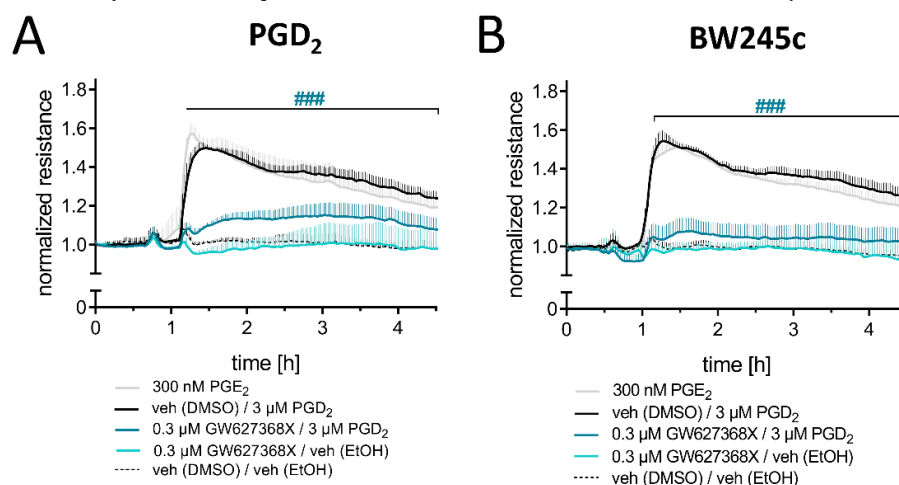 A
PGD2
###
1.8
1.6
1.4
1.2
1.0
0
normalized resistance
0 1 2 3 4
time [h]
300 nM PGE2
veh (DMSO) / 3 µM PGD2
0.3 µM GW627368X / 3 µM PGD2
0.3 µM GW627368X / veh (EtOH)
veh (DMSO) / veh (EtOH)
B
BW245c
###
1.8
1.6
1.4
1.2
1.0
0
normalized resistance
0 1 2 3 4
time [h]
300 nM PGE2
veh (DMSO) / 3 µM PGD2
0.3 µM GW627368X / 3 µM PGD2
0.3 µM GW627368X / veh (EtOH)
veh (DMSO) / veh (EtOH)